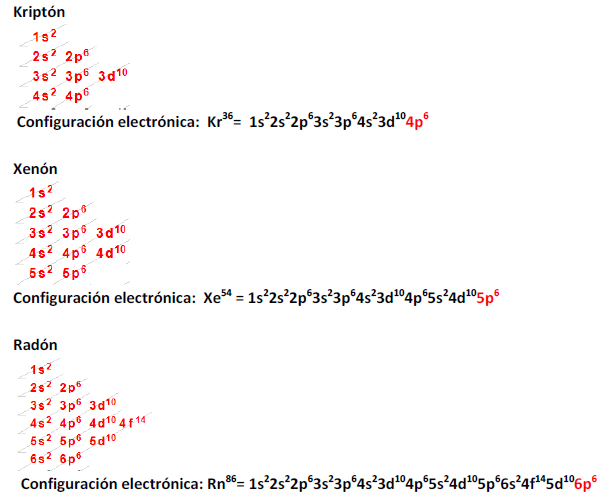 Kriptón
1s²
2s² 2p⁶
3s² 3p⁶ 3d¹⁰
4s² 4p⁶
Configuración electrónica: Kr³⁶= 1s²2s²2p⁶3s²3p⁶4s²3d¹⁰4p⁶
Xenón
1s²
2s² 2p⁶
3s² 3p⁶ 3d¹⁰
4s² 4p⁶ 4d¹⁰
5s² 5p⁶
Configuración electrónica: Xe⁵⁴ = 1s²2s²2p⁶3s²3p⁶4s²3d¹⁰4p⁶5s²4d¹⁰5p⁶
Radón
1s²
2s² 2p⁶
3s² 3p⁶ 3d¹⁰
4s² 4p⁶ 4d¹⁰ 4f¹⁴
5s² 5p⁶ 5d¹⁰
6s² 6p⁶
Configuración electrónica: Rn⁸⁶= 1s²2s²2p⁶3s²3p⁶4s²3d¹⁰4p⁶5s²4d¹⁰5p⁶6s²4f¹⁴5d¹⁰6p⁶